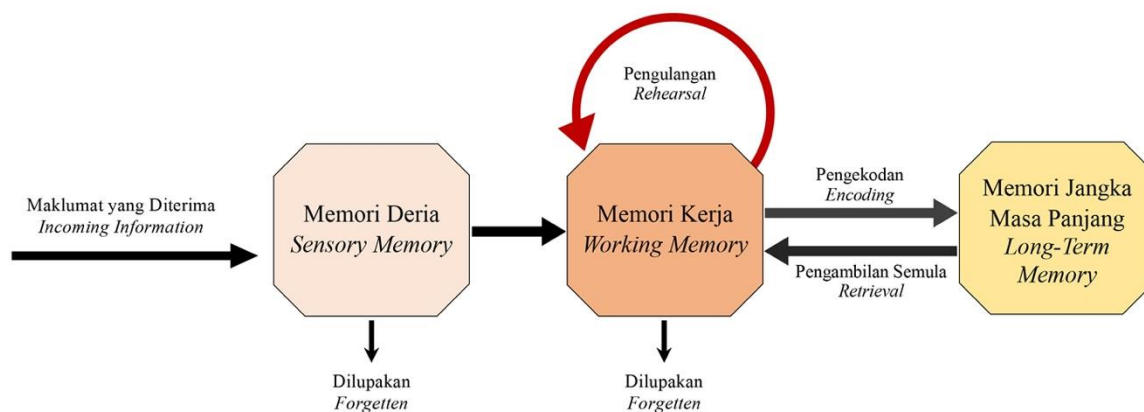 Pengulangan
Rehearsal
Maklumat yang Diterima
Incoming Information
Memori Deria
Sensory Memory
Memori Kerja
Working Memory
Pengekodan
Encoding
Pengambilan Semula
Retrieval
Memori Jangka
Masa Panjang
Long-Term
Memory
Dilupakan
Forgetten
Dilupakan
Forgetten